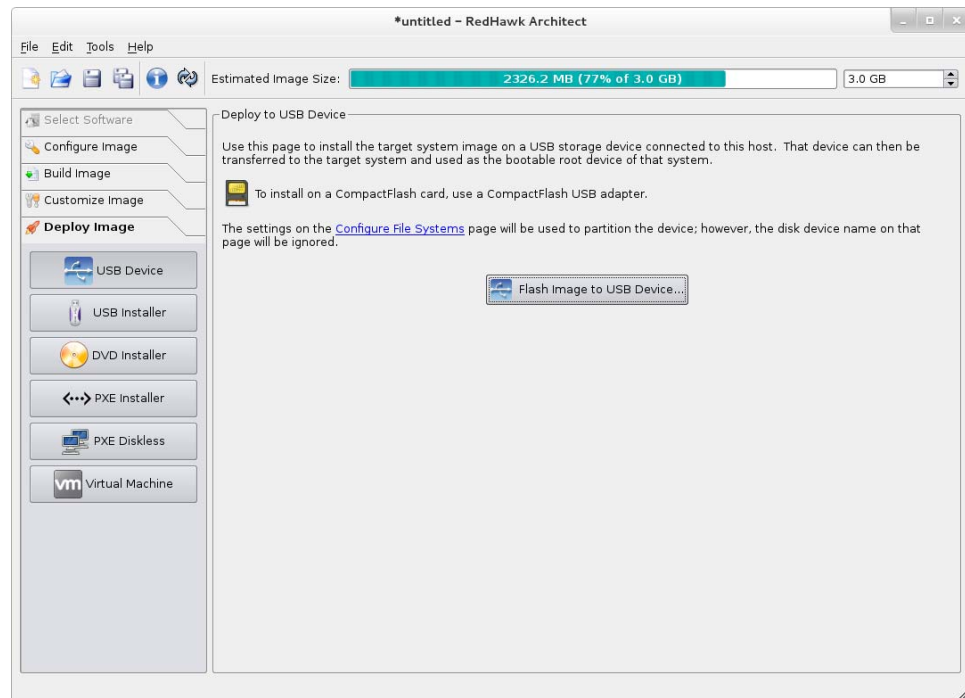 *untitled – RedHawk Architect
File Edit Tools Help
Estimated Image Size: 2326.2 MB (77% of 3.0 GB) 3.0 GB
Select Software
Configure Image
Build Image
Customize Image
Deploy Image
USB Device
USB Installer
DVD Installer
PXE Installer
PXE Diskless
vm Virtual Machine
Deploy to USB Device
Use this page to install the target system image on a USB storage device connected to this host. That device can then be
transferred to the target system and used as the bootable root device of that system.
To install on a CompactFlash card, use a CompactFlash USB adapter.
The settings on the Configure File Systems page will be used to partition the device; however, the disk device name on that
page will be ignored.
Flash Image to USB Device...